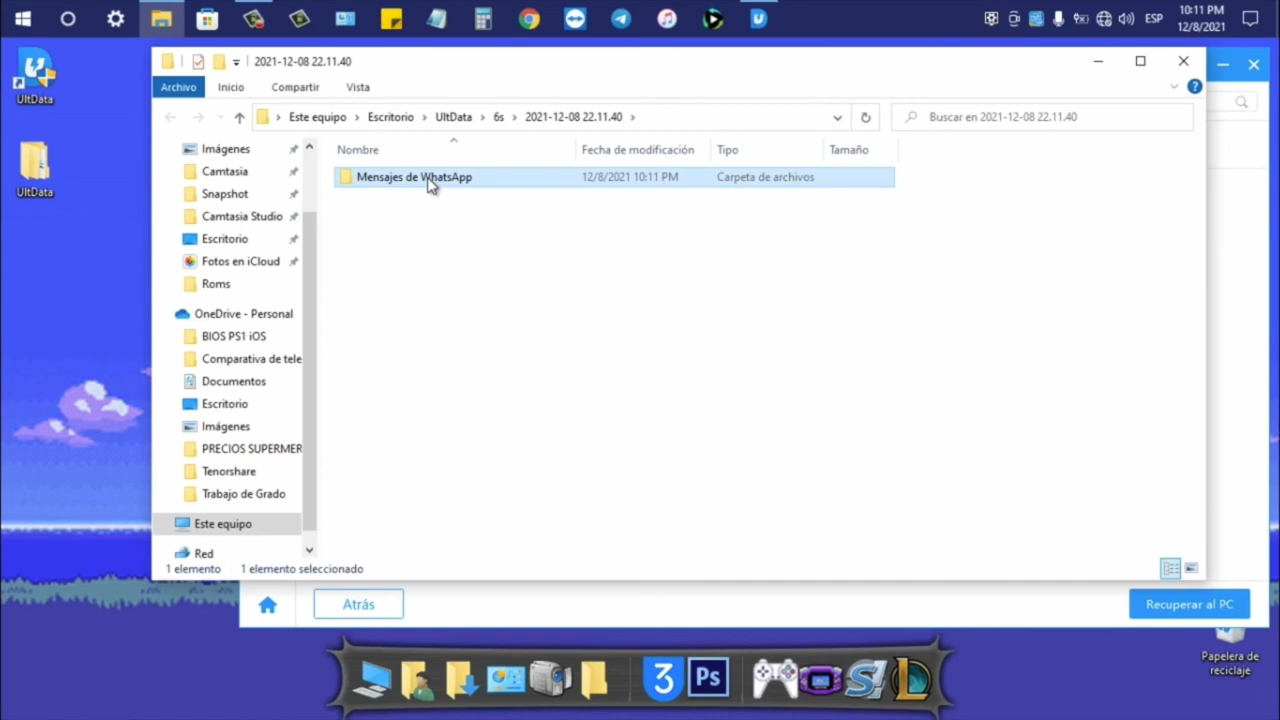 10:11 PM
ESP
12/8/2021
UltData
UltData
2021-12-08 22.11.40
Archivo Inicio Compartir Vista
Este equipo Escritorio UltData 6s 2021-12-08 22.11.40
Buscar en 2021-12-08 22.11.40
Nombre Fecha de modificación Tipo Tamaño
Mensajes de WhatsApp 12/8/2021 10:11 PM Carpeta de archivos
Imágenes
Camtasia
Snapshot
Camtasia Studio
Escritorio
Fotos en iCloud
Roms
OneDrive - Personal
BIOS PS1 iOS
Comparativa de tele
Documentos
Escritorio
Imágenes
PRECIOS SUPERMER
Tenorshare
Trabajo de Grado
Este equipo
Red
1 elemento 1 elemento seleccionado
Atrás
Recuperar al PC
Papelera de
reciclaje
3 Ps